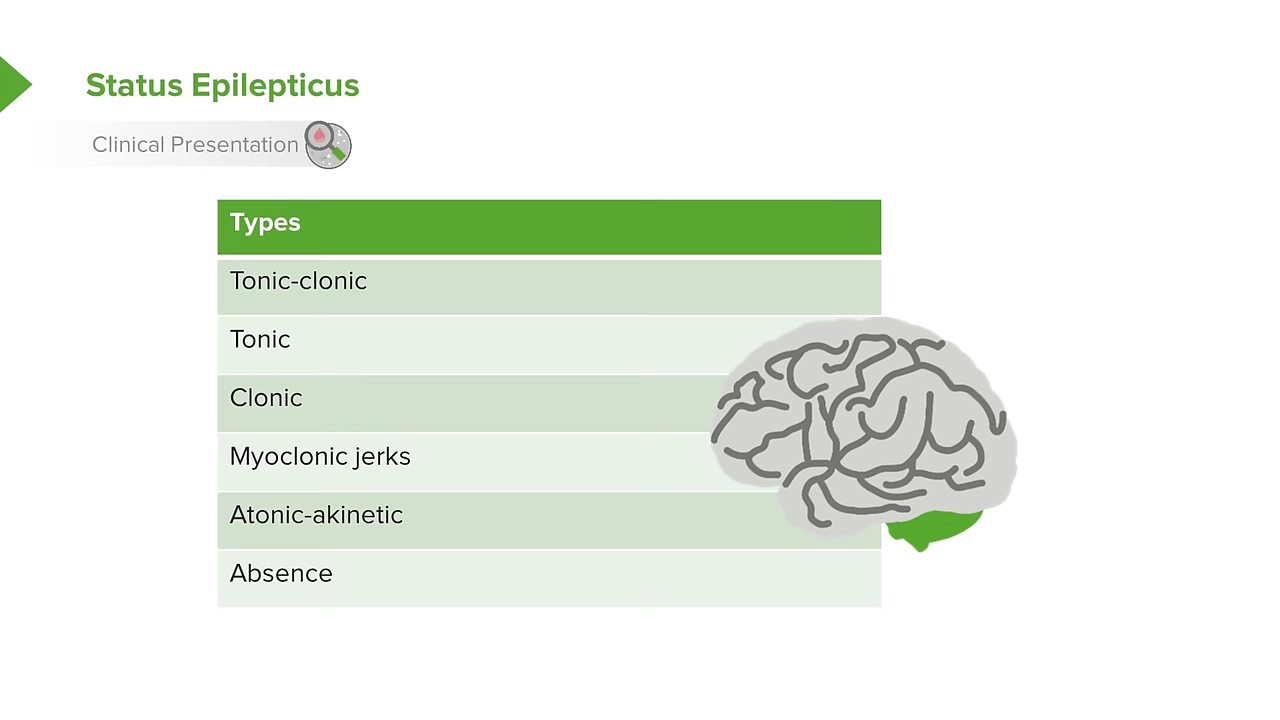 Status Epilepticus
Clinical Presentation
Types
Tonic-clonic
Tonic
Clonic
Myoclonic jerks
Atonic-akinetic
Absence